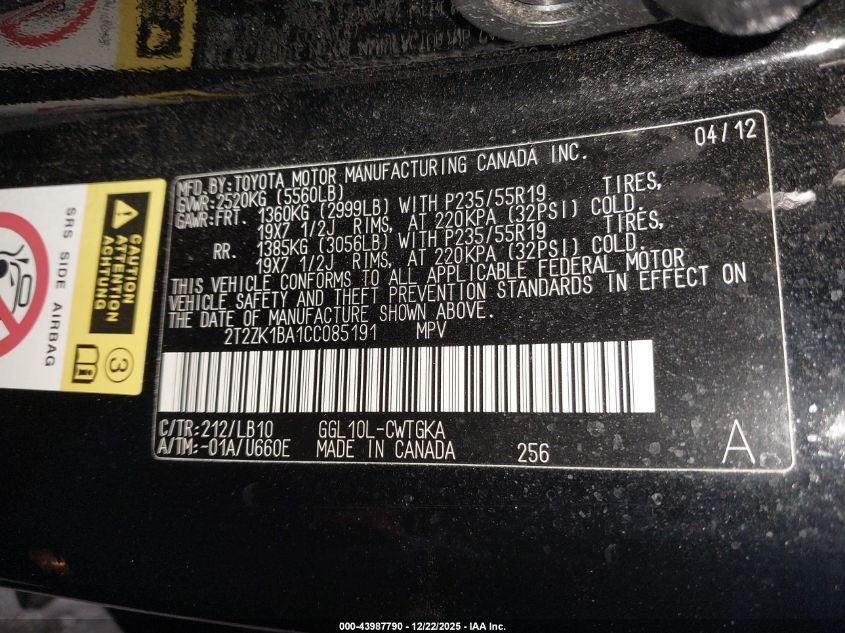 04/12
MFD.BY:TOYOTA MOTOR MANUFACTURING CANADA INC.
GVWR:2520KG (5560LB)
GAWR:FRT. 1360KG (2999LB) WITH P235/55R19 TIRES,
19X7 1/2J RIMS, AT 220KPA (32PSI) COLD.
RR. 1385KG (3056LB) WITH P235/55R19 TIRES,
19X7 1/2J RIMS, AT 220KPA (32PSI) COLD.
THIS VEHICLE CONFORMS TO ALL APPLICABLE FEDERAL MOTOR
VEHICLE SAFETY AND THEFT PREVENTION STANDARDS IN EFFECT ON
THE DATE OF MANUFACTURE SHOWN ABOVE.
2T2ZK1BA1CC085191 MPV
C/TR:212/LB10 GGL10L-CWTGKA
A/TM:-01A/U660E MADE IN CANADA 256 A
SRS SIDE AIRBAG
CAUTION
ATTENTION
ACHTUNG
3
000-43987790 - 12/22/2025 - IAA Inc.